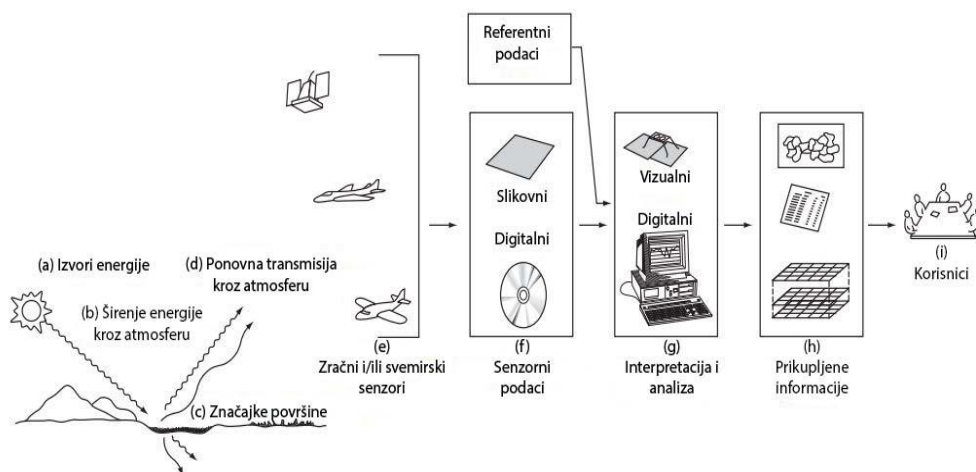 Referentni
podaci
Slikovni
Digitalni
Vizualni
Digitalni
(a) Izvori energije
(b) Širenje energije
kroz atmosferu
(c) Značajke površine
(d) Ponovna transmisija
kroz atmosferu
(e)
Zračni i/ili svemirski
senzori
(f)
Senzorni
podaci
(g)
Interpretacija i
analiza
(h)
Prikupljene
informacije
(i)
Korisnici